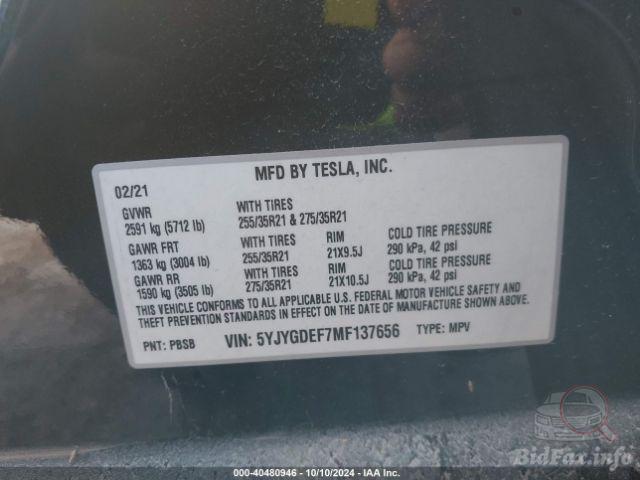 MFD BY TESLA, INC.
02/21
GVWR
2591 kg (5712 lb)
WITH TIRES
255/35R21 & 275/35R21
GAWR FRT
1363 kg (3004 lb)
WITH TIRES
255/35R21
RIM
21X9.5J
COLD TIRE PRESSURE
290 kPa, 42 psi
GAWR RR
1590 kg (3505 lb)
WITH TIRES
275/35R21
RIM
21X10.5J
COLD TIRE PRESSURE
290 kPa, 42 psi
THIS VEHICLE CONFORMS TO ALL APPLICABLE U.S. FEDERAL MOTOR VEHICLE SAFETY AND
THEFT PREVENTION STANDARDS IN EFFECT ON THE DATE OF MANUFACTURE SHOWN ABOVE.
PNT: PBSB VIN: 5YJYGDEF7MF137656 TYPE: MPV
BidFax.info
000-40480946 - 10/10/2024 - IAA Inc.